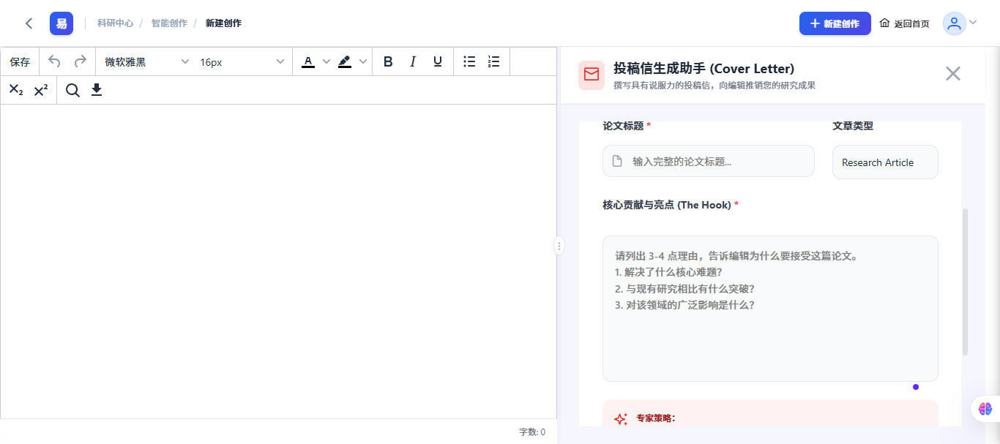 易
科研中心 / 智能创作 / 新建创作
新建创作
返回首页
保存
微软雅黑
16px
A
B
I
U
X₂
X²
字数: 0
投稿信生成助手 (Cover Letter)
撰写具有说服力的投稿信，向编辑推销您的研究成果
论文标题 *
文章类型
输入完整的论文标题...
Research Article
核心贡献与亮点 (The Hook) *
请列出 3-4 点理由，告诉编辑为什么要接受这篇论文。
1. 解决了什么核心难题？
2. 与现有研究相比有什么突破？
3. 对该领域的广泛影响是什么？
专家策略：